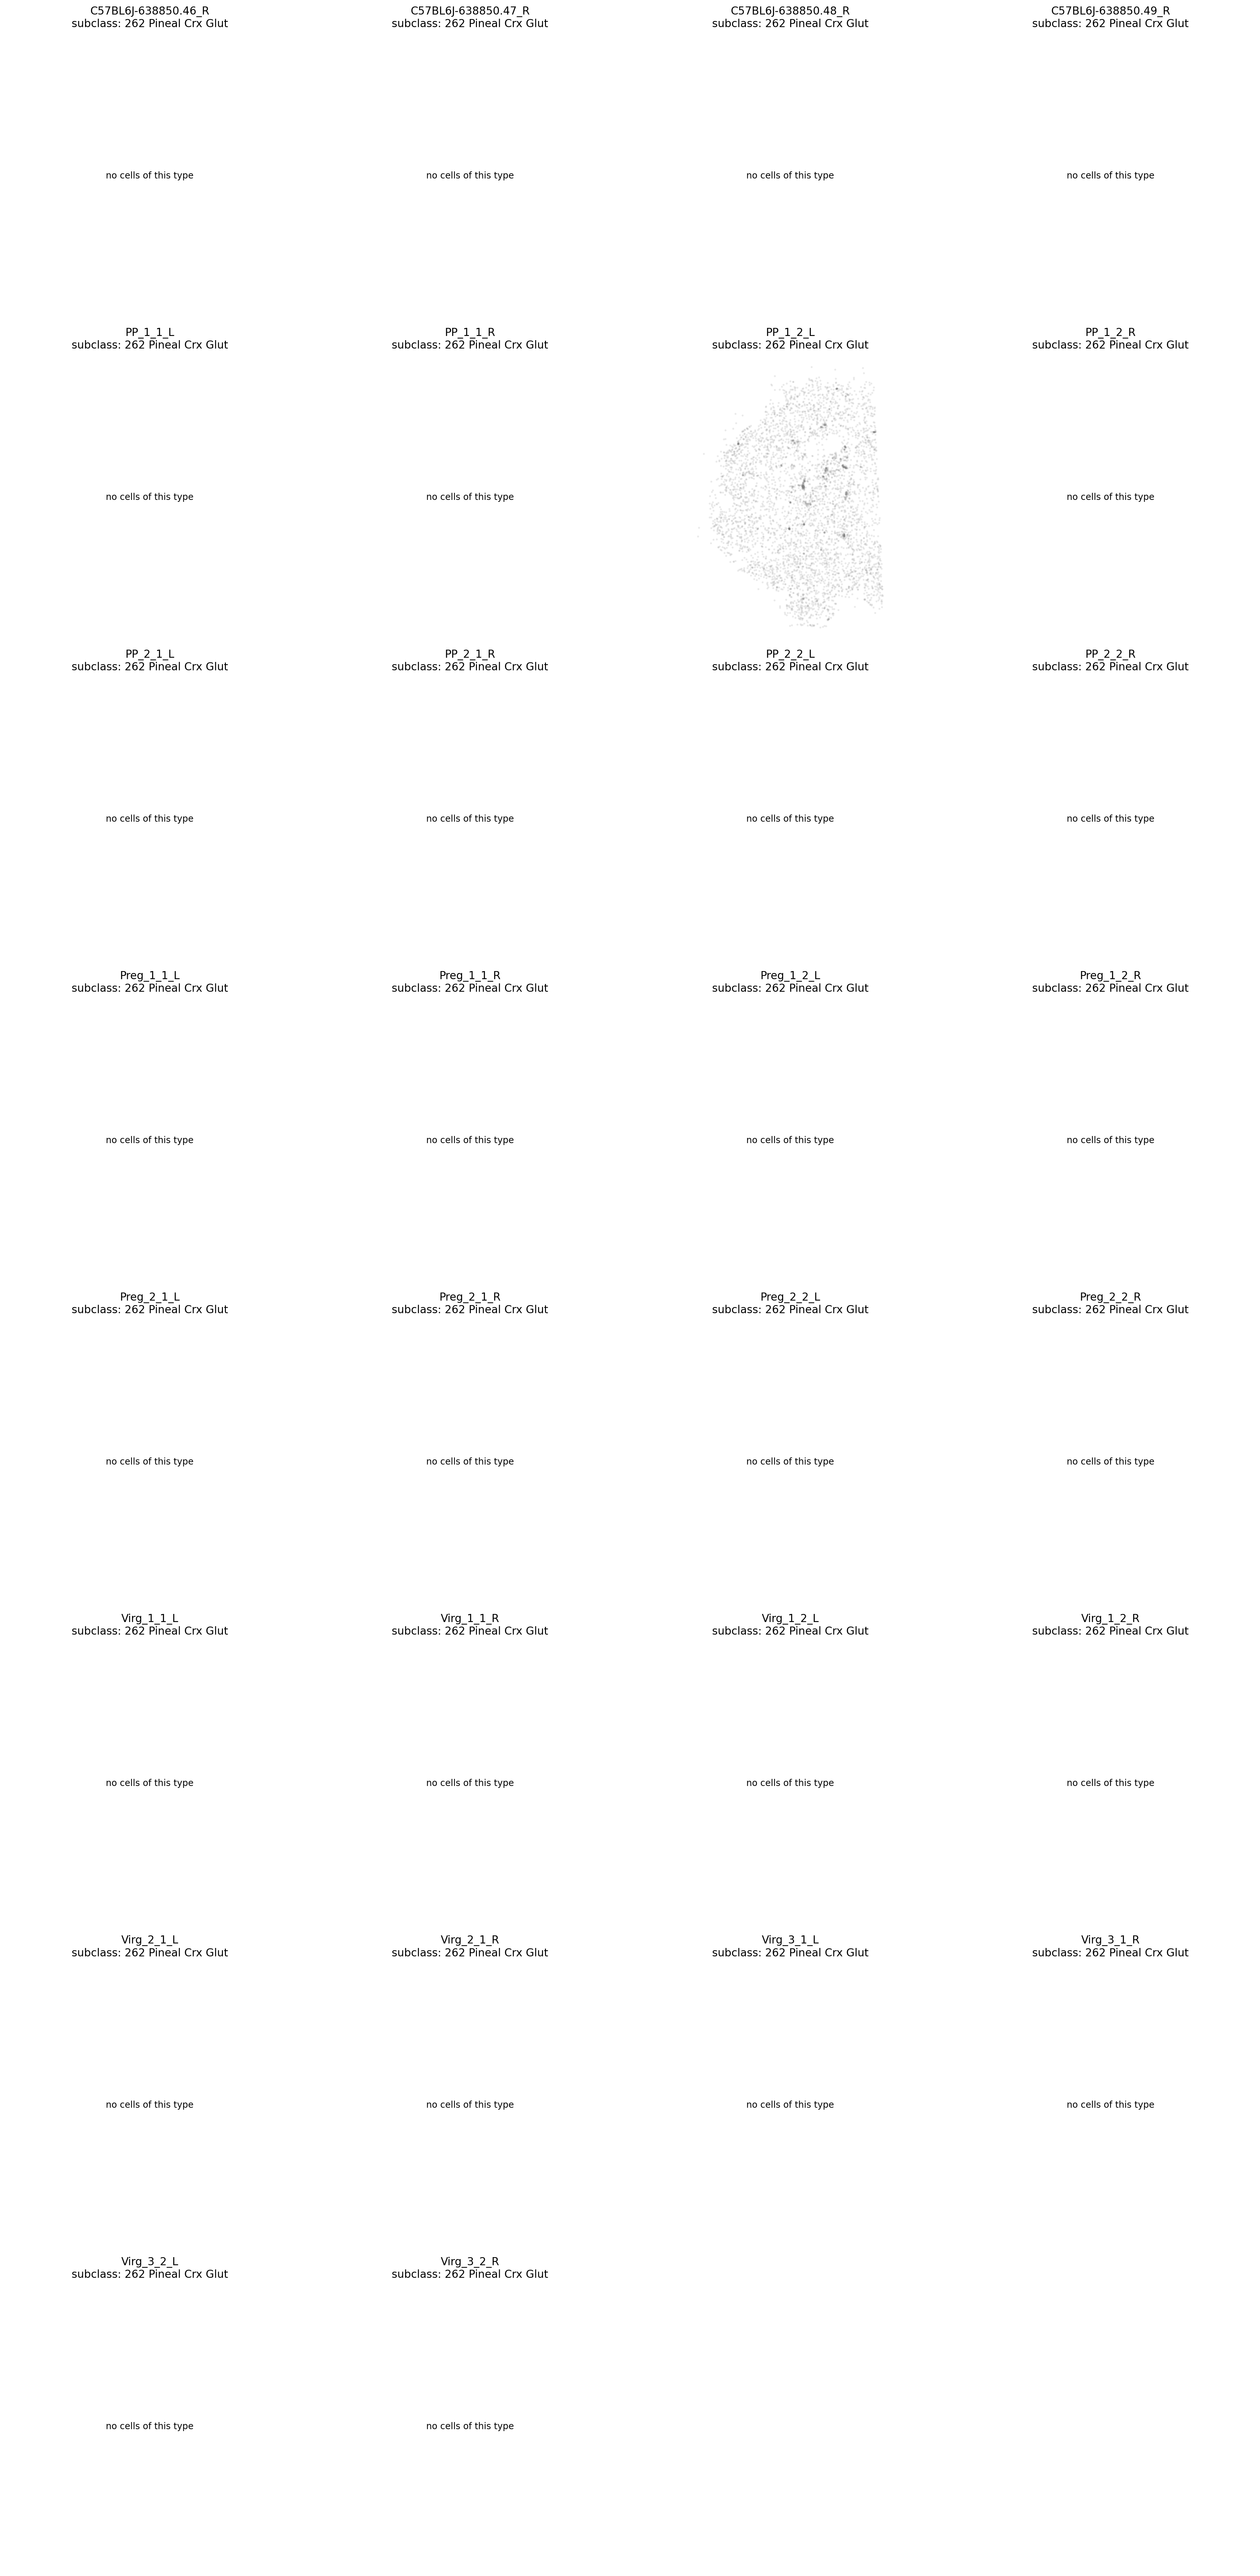 C57BL6J-638850.46_R
subclass: 262 Pineal Crx Glut
C57BL6J-638850.47_R
subclass: 262 Pineal Crx Glut
C57BL6J-638850.48_R
subclass: 262 Pineal Crx Glut
C57BL6J-638850.49_R
subclass: 262 Pineal Crx Glut
no cells of this type
no cells of this type
no cells of this type
no cells of this type
PP_1_1_L
subclass: 262 Pineal Crx Glut
PP_1_1_R
subclass: 262 Pineal Crx Glut
PP_1_2_L
subclass: 262 Pineal Crx Glut
PP_1_2_R
subclass: 262 Pineal Crx Glut
no cells of this type
no cells of this type
no cells of this type
PP_2_1_L
subclass: 262 Pineal Crx Glut
PP_2_1_R
subclass: 262 Pineal Crx Glut
PP_2_2_L
subclass: 262 Pineal Crx Glut
PP_2_2_R
subclass: 262 Pineal Crx Glut
no cells of this type
no cells of this type
no cells of this type
no cells of this type
Preg_1_1_L
subclass: 262 Pineal Crx Glut
Preg_1_1_R
subclass: 262 Pineal Crx Glut
Preg_1_2_L
subclass: 262 Pineal Crx Glut
Preg_1_2_R
subclass: 262 Pineal Crx Glut
no cells of this type
no cells of this type
no cells of this type
no cells of this type
Preg_2_1_L
subclass: 262 Pineal Crx Glut
Preg_2_1_R
subclass: 262 Pineal Crx Glut
Preg_2_2_L
subclass: 262 Pineal Crx Glut
Preg_2_2_R
subclass: 262 Pineal Crx Glut
no cells of this type
no cells of this type
no cells of this type
no cells of this type
Virg_1_1_L
subclass: 262 Pineal Crx Glut
Virg_1_1_R
subclass: 262 Pineal Crx Glut
Virg_1_2_L
subclass: 262 Pineal Crx Glut
Virg_1_2_R
subclass: 262 Pineal Crx Glut
no cells of this type
no cells of this type
no cells of this type
no cells of this type
Virg_2_1_L
subclass: 262 Pineal Crx Glut
Virg_2_1_R
subclass: 262 Pineal Crx Glut
Virg_3_1_L
subclass: 262 Pineal Crx Glut
Virg_3_1_R
subclass: 262 Pineal Crx Glut
no cells of this type
no cells of this type
no cells of this type
no cells of this type
Virg_3_2_L
subclass: 262 Pineal Crx Glut
Virg_3_2_R
subclass: 262 Pineal Crx Glut
no cells of this type
no cells of this type